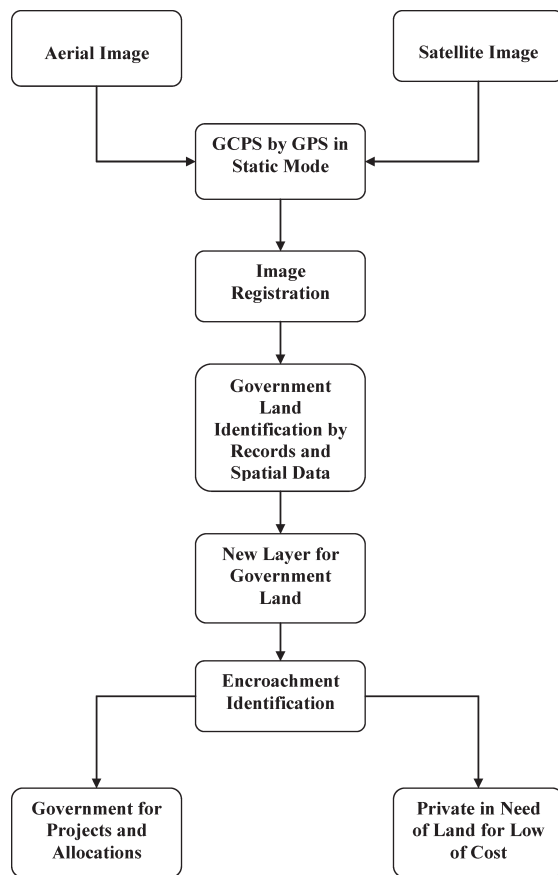 Aerial Image
Satellite Image
GCPS by GPS in
Static Mode
Image
Registration
Government
Land
Identification by
Records and
Spatial Data
New Layer for
Government
Land
Encroachment
Identification
Government for
Projects and
Allocations
Private in Need
of Land for Low
of Cost